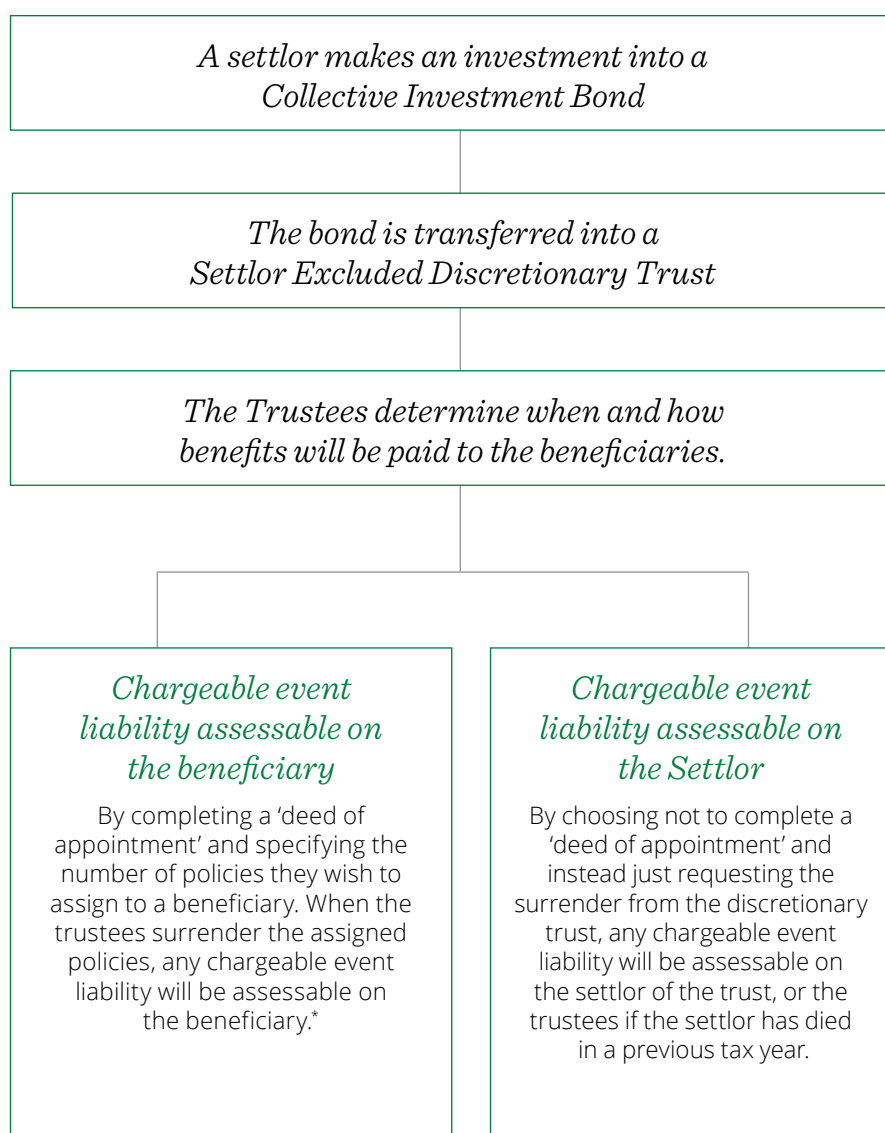 A settlor makes an investment into a
Collective Investment Bond
The bond is transferred into a
Settlor Excluded Discretionary Trust
The Trustees determine when and how
benefits will be paid to the beneficiaries.
Chargeable event
liability assessable on
the beneficiary
By completing a ‘deed of
appointment’ and specifying the
number of policies they wish to
assign to a beneficiary. When the
trustees surrender the assigned
policies, any chargeable event
liability will be assessable on
the beneficiary.*
Chargeable event
liability assessable on
the Settlor
By choosing not to complete a
‘deed of appointment’ and
instead just requesting the
surrender from the discretionary
trust, any chargeable event
liability will be assessable on
the settlor of the trust, or the
trustees if the settlor has died
in a previous tax year.